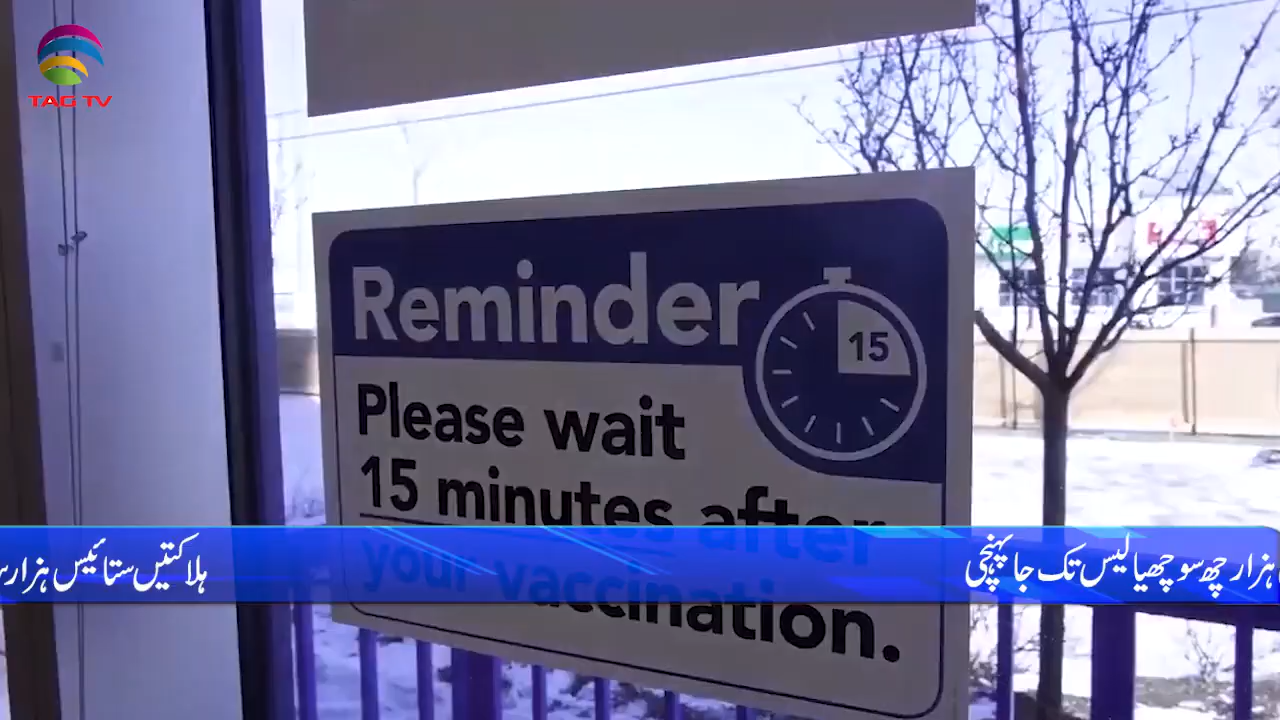 TAG TV
Reminder
15
Please wait
15 minutes after
your vaccination.
ہزار چھ سو چھیالیس تک جا پہنچی
ہلاکتیں ستائیس ہزار